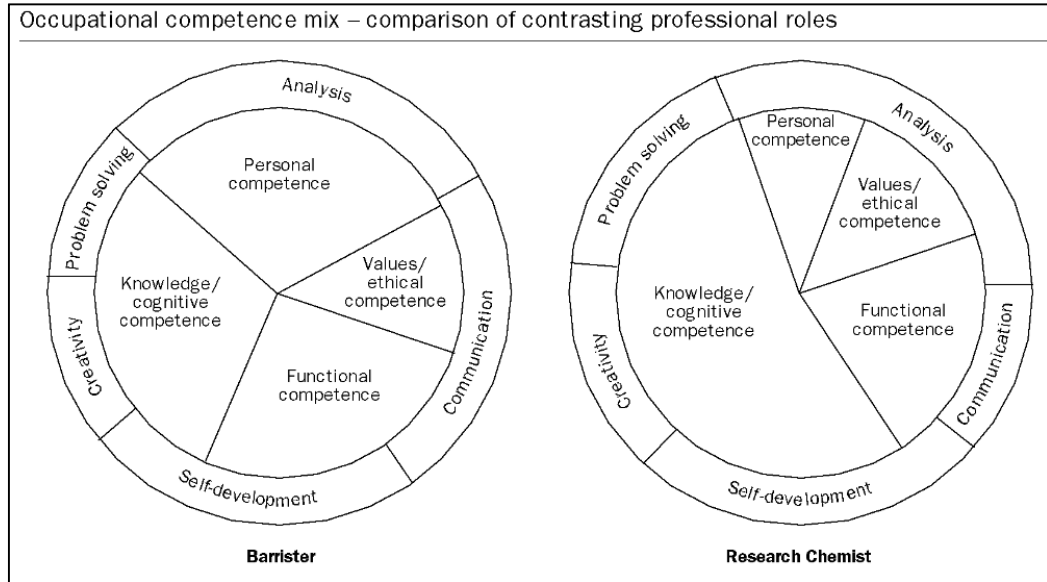 Occupational competence mix – comparison of contrasting professional roles
Analysis
Problem solving
Personal
competence
Values/
ethical
competence
Knowledge/
cognitive
competence
Functional
competence
Creativity
Communication
Self-development
Barrister
Analysis
Problem solving
Personal
competence
Values/
ethical
competence
Knowledge/
cognitive
competence
Functional
competence
Creativity
Communication
Self-development
Research Chemist